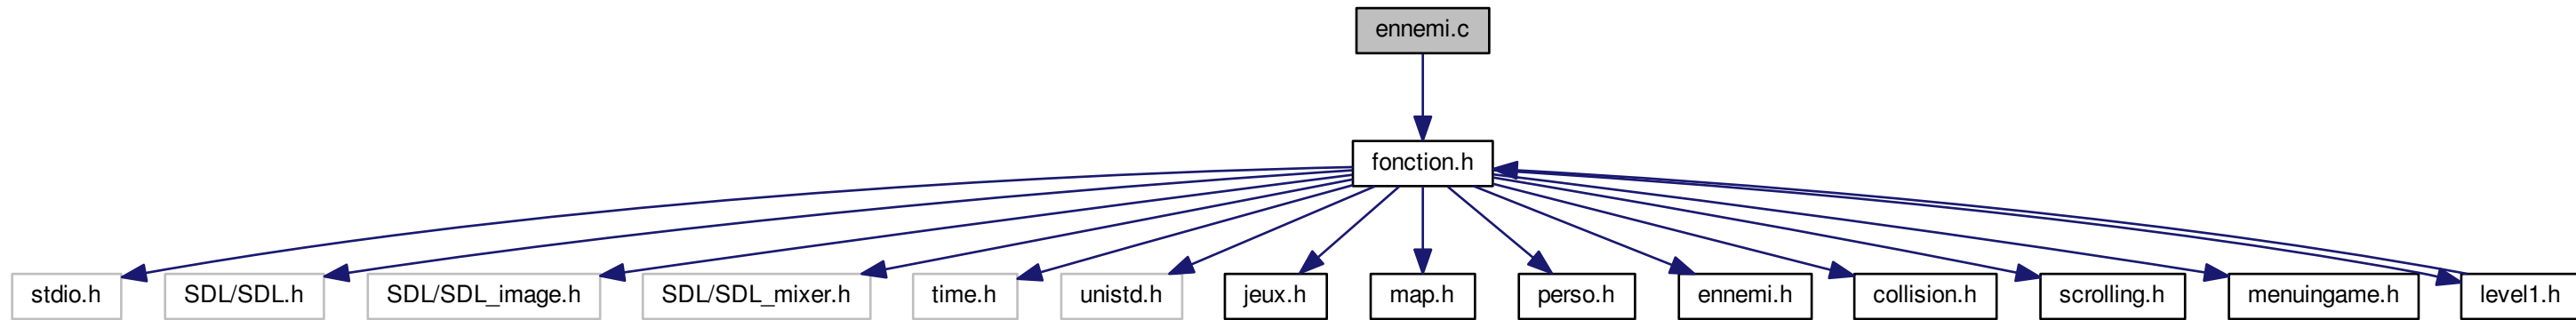 ennemi.c
fonction.h
stdio.h
SDL/SDL.h
SDL/SDL_image.h
SDL/SDL_mixer.h
time.h
unistd.h
jeux.h
map.h
perso.h
ennemi.h
collision.h
scrolling.h
menuingame.h
level1.h